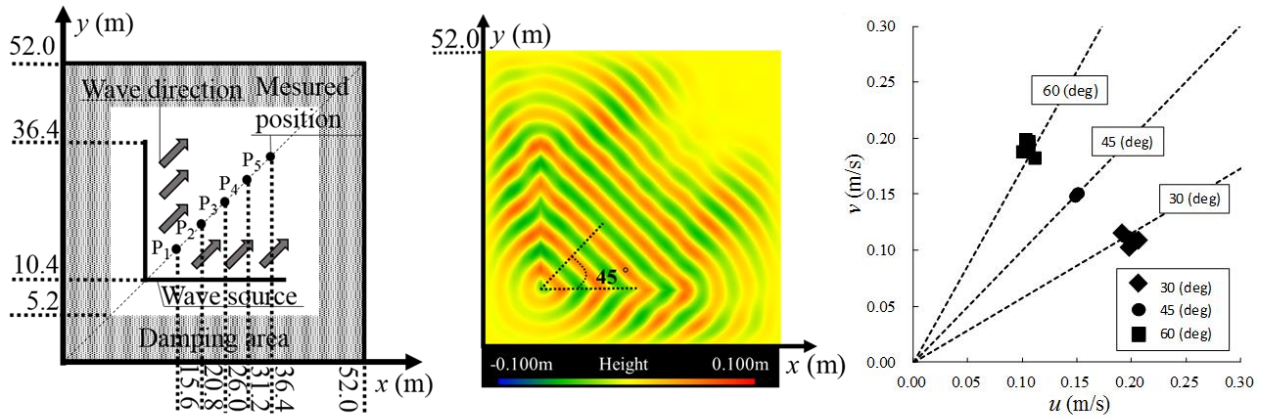 y (m)
52.0
Wave direction
Mesured
position
36.4
P5
P4
P3
P2
P1
10.4
Wave source
5.2
Damping area
x (m)
15.6
20.8
26.0
31.2
36.4
52.0
y (m)
52.0
45°
-0.100m Height 0.100m
x (m)
v (m/s)
0.30
0.25
0.20
0.15
0.10
0.05
0.00
60 (deg)
45 (deg)
30 (deg)
30 (deg)
45 (deg)
60 (deg)
0.00 0.05 0.10 0.15 0.20 0.25 0.30
u (m/s)